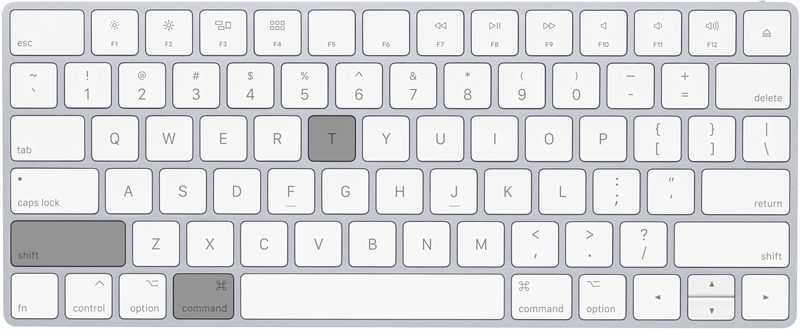 esc F1 F2 F3 F4 F5 F6 F7 F8 F9 F10 F11 F12
~ ! @ # $ % ^ & * ( ) — +
` 1 2 3 4 5 6 7 8 9 0 - = delete
tab Q W E R T Y U I O P { [ } ] | \
caps lock A S D F G H J K L : ; " ' return
shift Z X C V B N M < , > . ? / shift
fn control option command command option